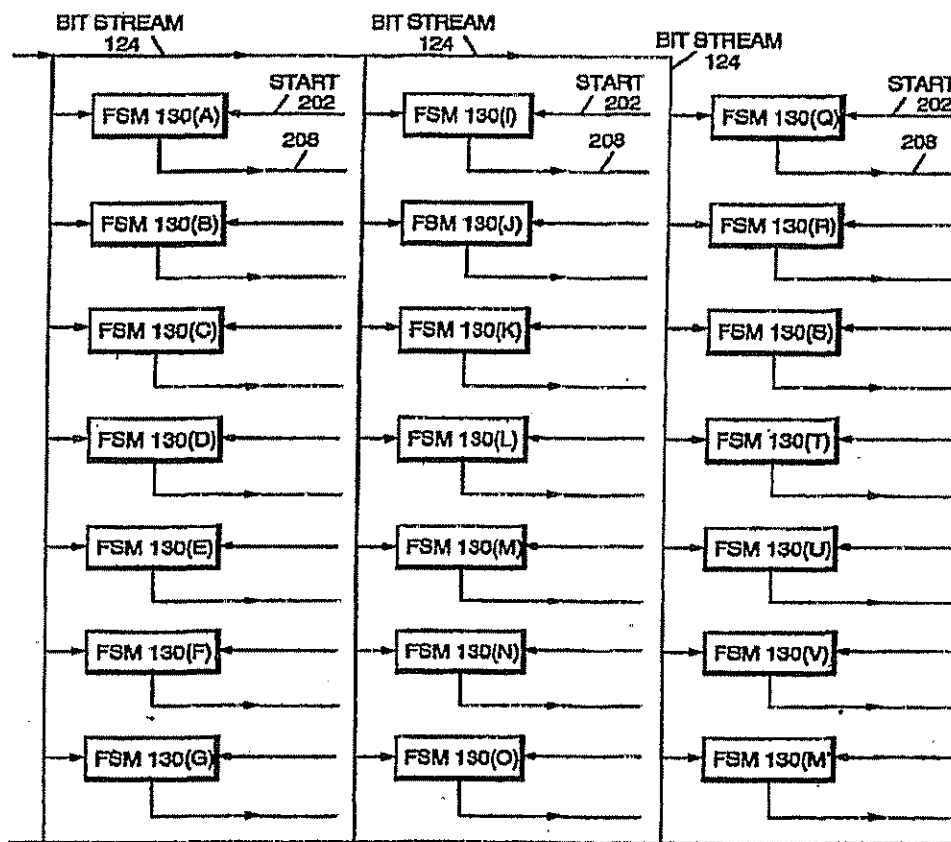 BIT STREAM
124
BIT STREAM
124
BIT STREAM
124
START
202
START
202
START
202
FSM 130(A)
FSM 130(I)
FSM 130(Q)
208
208
208
FSM 130(B)
FSM 130(J)
FSM 130(R)
FSM 130(C)
FSM 130(K)
FSM 130(S)
FSM 130(D)
FSM 130(L)
FSM 130(T)
FSM 130(E)
FSM 130(M)
FSM 130(U)
FSM 130(F)
FSM 130(N)
FSM 130(V)
FSM 130(G)
FSM 130(O)
FSM 130(M'